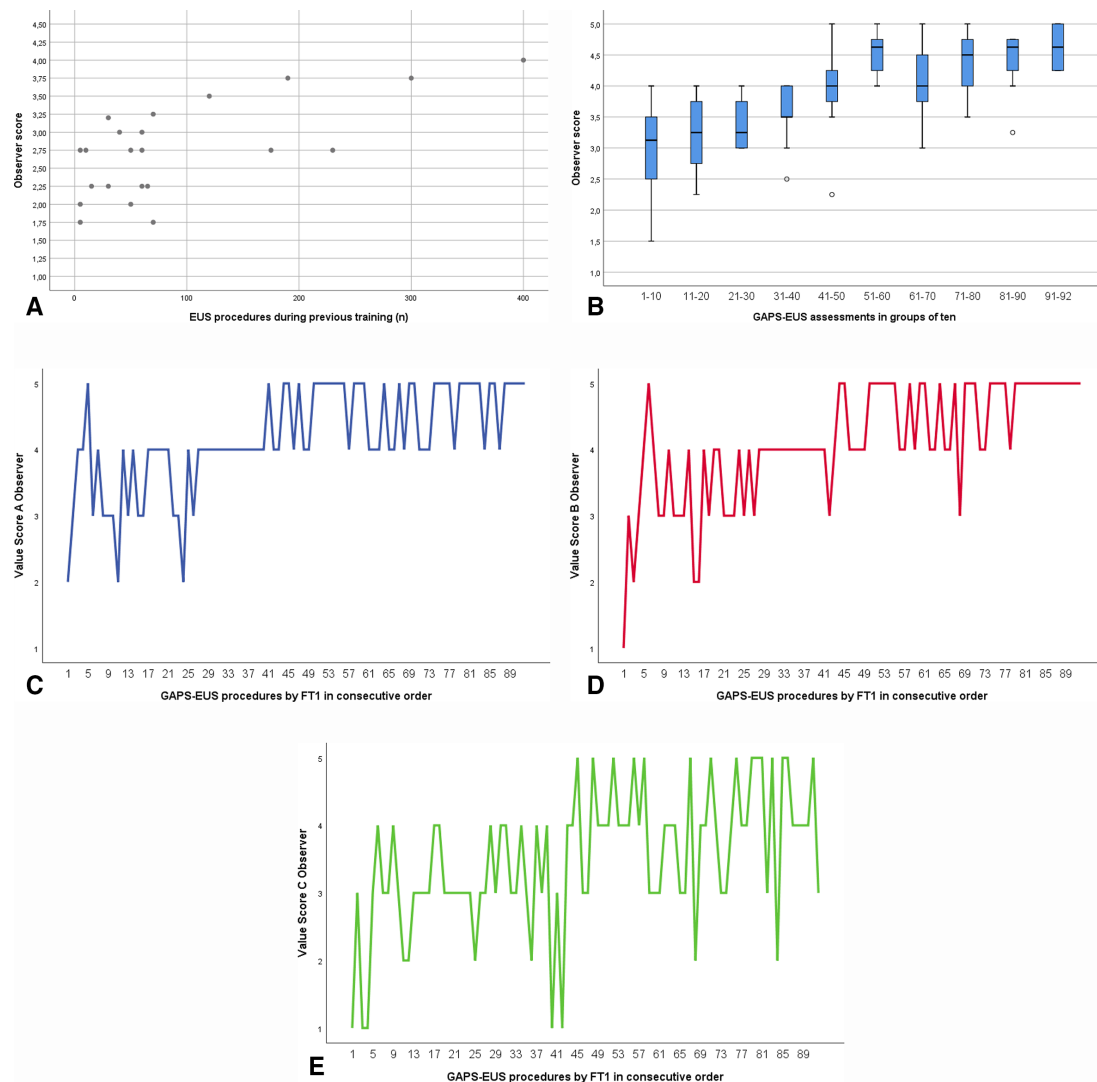 4,50
4,25
4,00
3,75
3,50
3,25
3,00
2,75
2,50
2,25
2,00
1,75
1,50
1,25
1,00
Observer score
0 100 200 300 400
EUS procedures during previous training (n)
A
5,0
4,5
4,0
3,5
3,0
2,5
2,0
1,5
1,0
Observer score
1-10 11-20 21-30 31-40 41-50 51-60 61-70 71-80 81-90 91-92
GAPS-EUS assessments in groups of ten
B
5
4
3
2
1
Value Score A Observer
1 5 9 13 17 21 25 29 33 37 41 45 49 53 57 61 65 69 73 77 81 85 89
GAPS-EUS procedures by FT1 in consecutive order
C
5
4
3
2
1
Value Score B Observer
1 5 9 13 17 21 25 29 33 37 41 45 49 53 57 61 65 69 73 77 81 85 89
GAPS-EUS procedures by FT1 in consecutive order
D
5
4
3
2
1
Value Score C Observer
1 5 9 13 17 21 25 29 33 37 41 45 49 53 57 61 65 69 73 77 81 85 89
GAPS-EUS procedures by FT1 in consecutive order
E